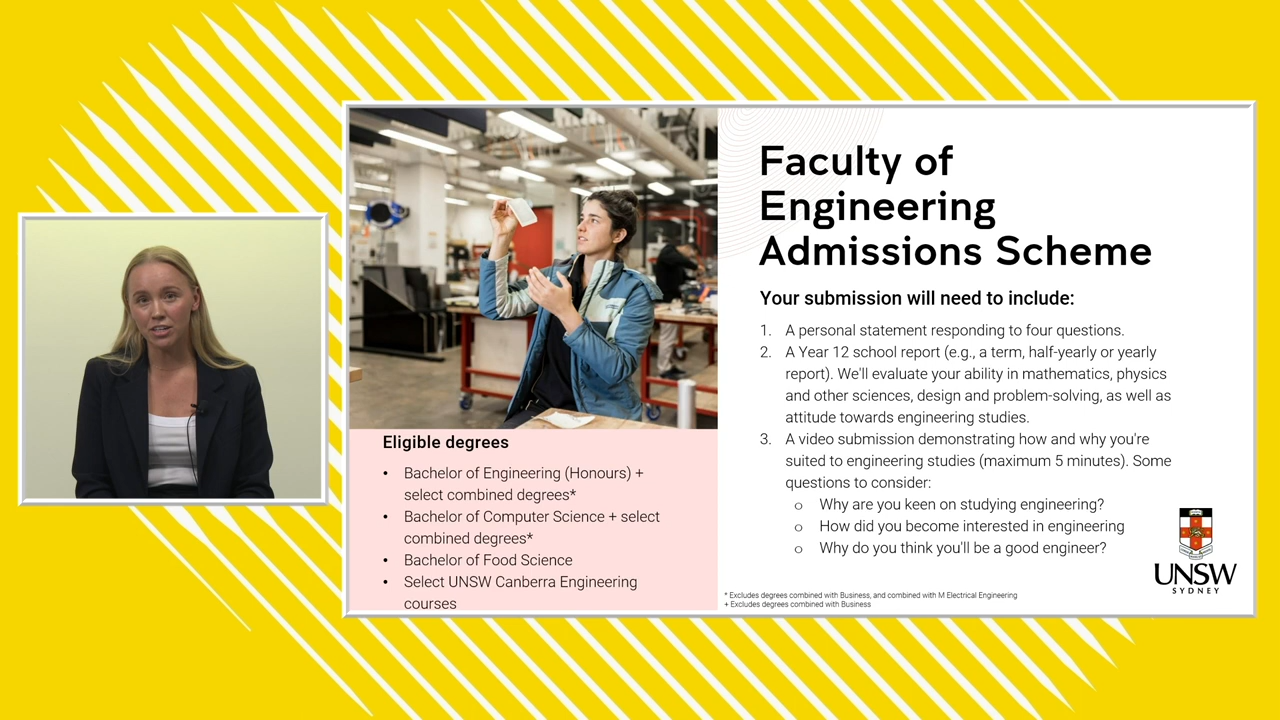 Faculty of
Engineering
Admissions Scheme
Your submission will need to include:
1. A personal statement responding to four questions.
2. A Year 12 school report (e.g., a term, half-yearly or yearly
report). We'll evaluate your ability in mathematics, physics
and other sciences, design and problem-solving, as well as
attitude towards engineering studies.
3. A video submission demonstrating how and why you're
suited to engineering studies (maximum 5 minutes). Some
questions to consider:
o Why are you keen on studying engineering?
o How did you become interested in engineering
o Why do you think you'll be a good engineer?
Eligible degrees
• Bachelor of Engineering (Honours) +
select combined degrees*
• Bachelor of Computer Science + select
combined degrees*
• Bachelor of Food Science
• Select UNSW Canberra Engineering
courses
* Excludes degrees combined with Business, and combined with M Electrical Engineering
+ Excludes degrees combined with Business
UNSW
SYDNEY